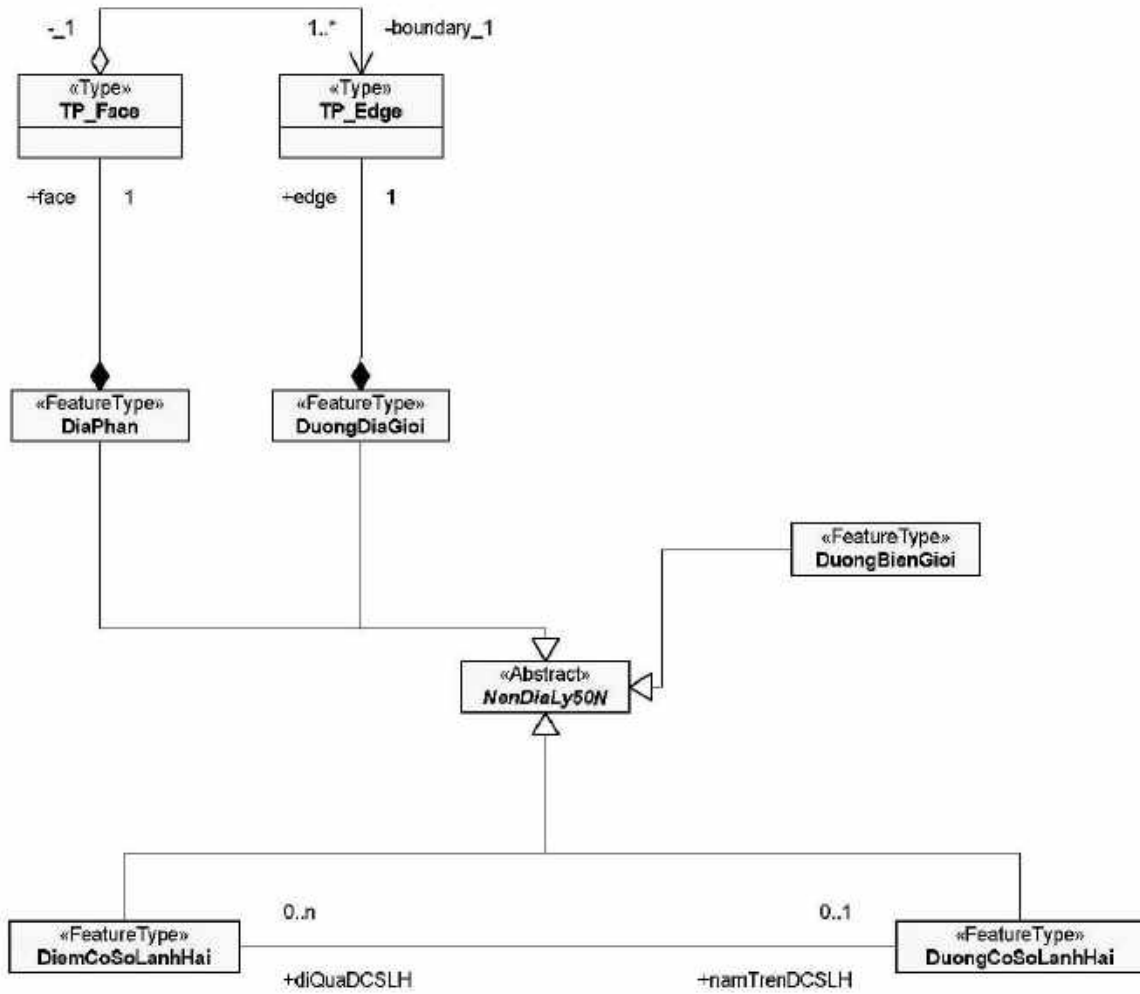 -_1
1..*
-boundary_1
«Type»
TP_Face
«Type»
TP_Edge
+face
1
+edge
1
«FeatureType»
DiaPhan
«FeatureType»
DuongDiaGioi
«FeatureType»
DuongBienGioi
«Abstract»
NenDiaLy50N
0..n
0..1
«FeatureType»
DiemCoSoLanhHai
«FeatureType»
DuongCoSoLanhHai
+diQuaDCSLH
+namTrenDCSLH